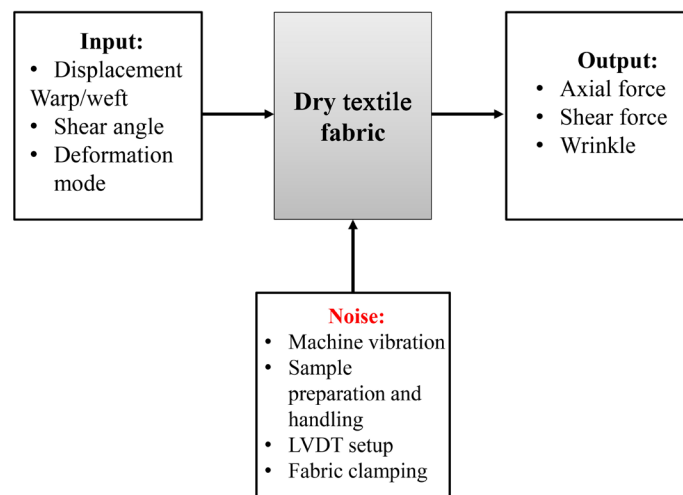 Input:
• Displacement
Warp/weft
• Shear angle
• Deformation
mode
Dry textile
fabric
Output:
• Axial force
• Shear force
• Wrinkle
Noise:
• Machine vibration
• Sample
preparation and
handling
• LVDT setup
• Fabric clamping